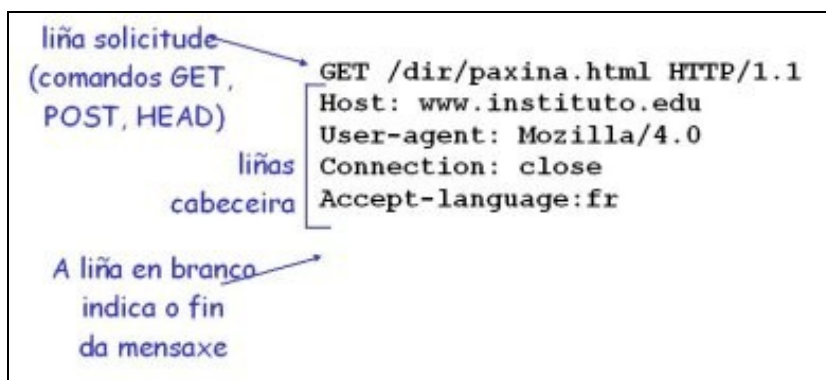 liña solicitude
(comandos GET,
POST, HEAD)
GET /dir/paxina.html HTTP/1.1
Host: www.instituto.edu
User-agent: Mozilla/4.0
Connection: close
Accept-language:fr
liñas
cabeceira
A liña en branco
indica o fin
da mensaxe